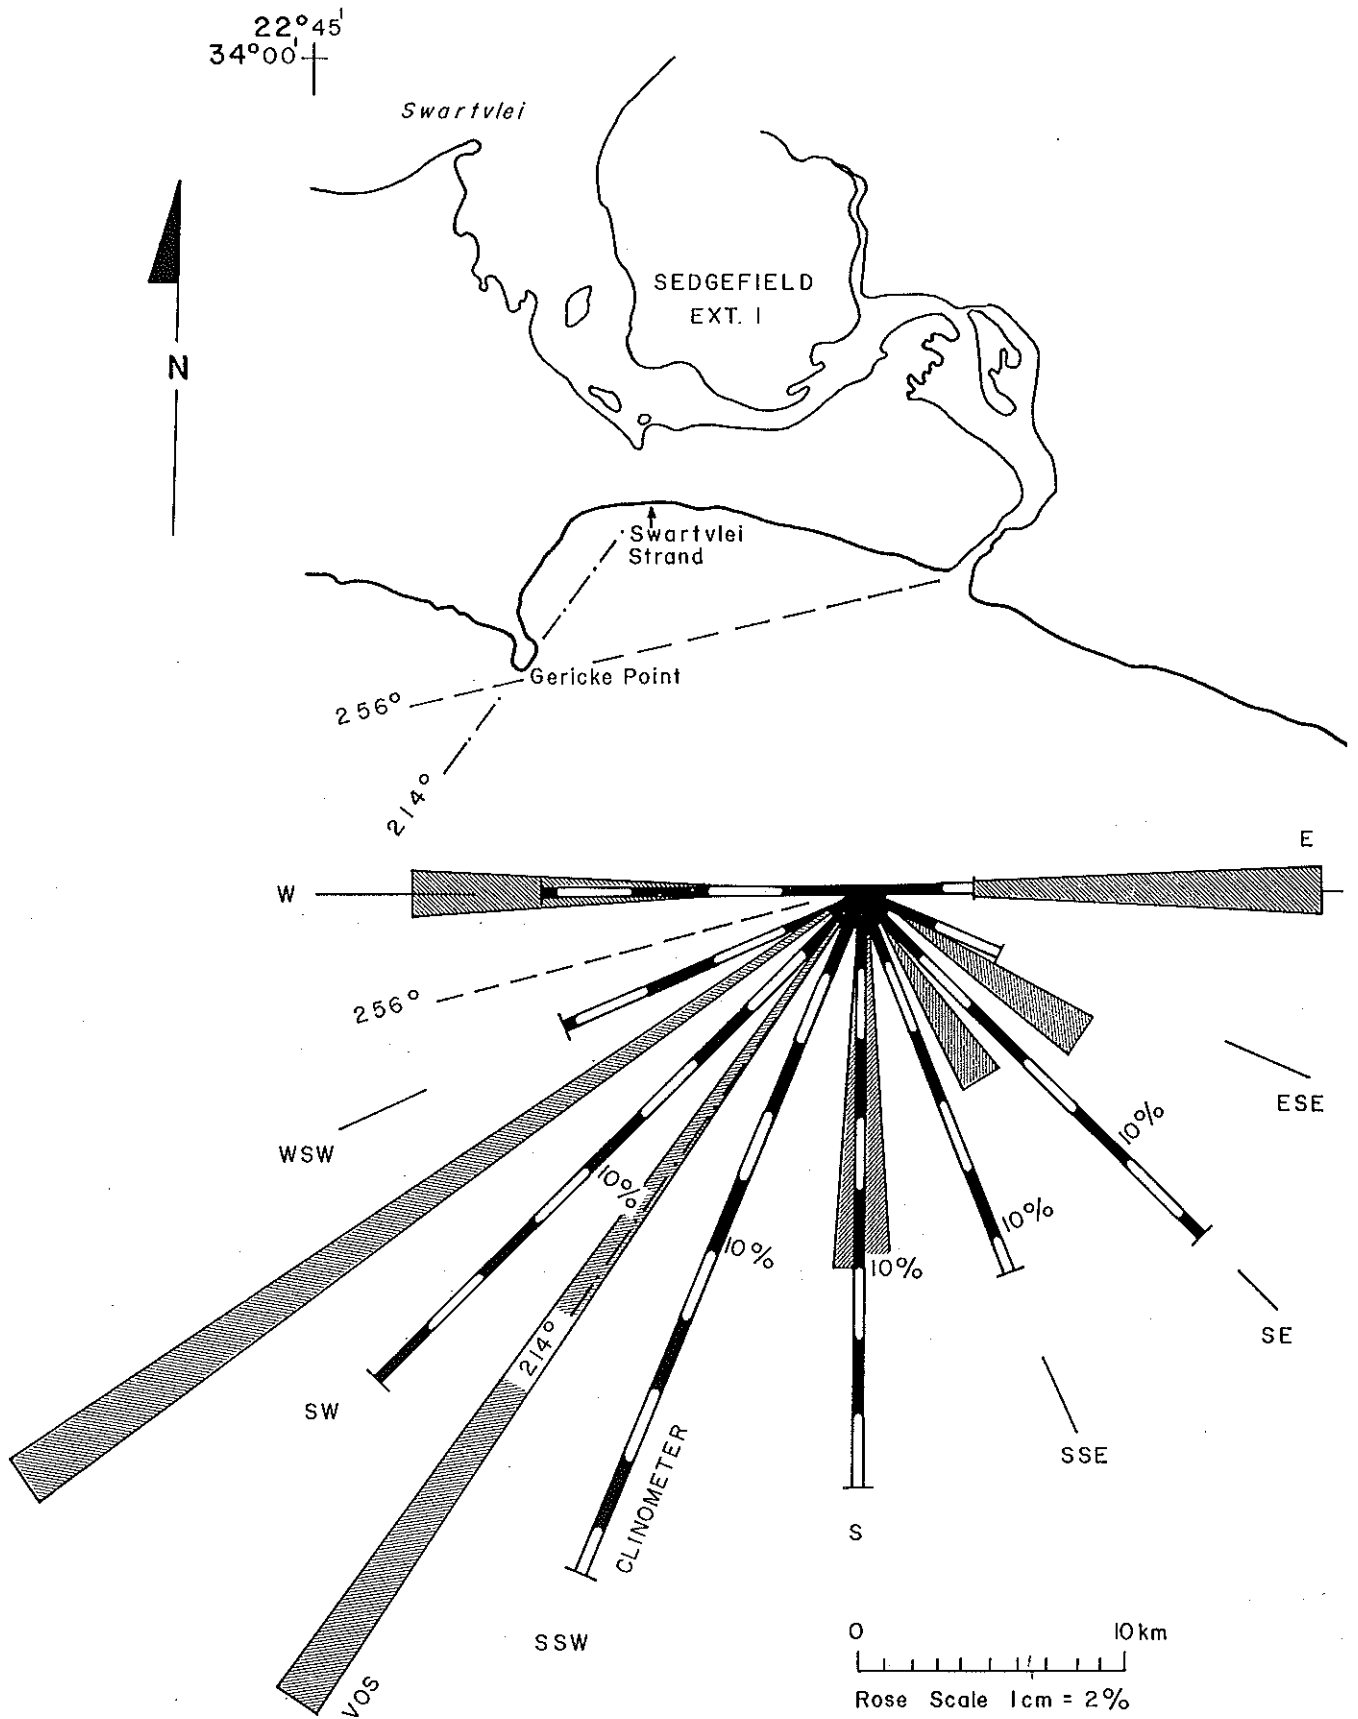 22°45'
34°00'
Swartvlei
SEDGEFIELD
EXT. 1
N
Swartvlei
Strand
Gericke Point
256°
214°
E
W
256°
ESE
10%
WSW
10%
10%
10%
10%
SE
214°
SW
SSE
CLINOMETER
S
SSW
0 10 km
VOS
Rose Scale 1cm = 2%